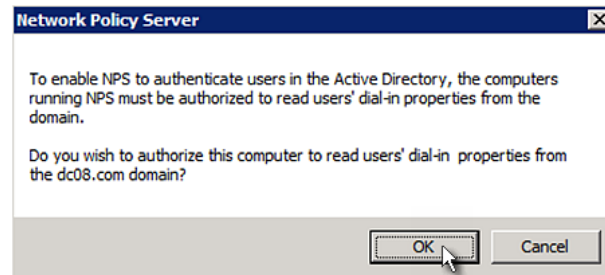 Network Policy Server
To enable NPS to authenticate users in the Active Directory, the computers
running NPS must be authorized to read users' dial-in properties from the
domain.
Do you wish to authorize this computer to read users' dial-in  properties from
the dc08.com domain?
OK
Cancel